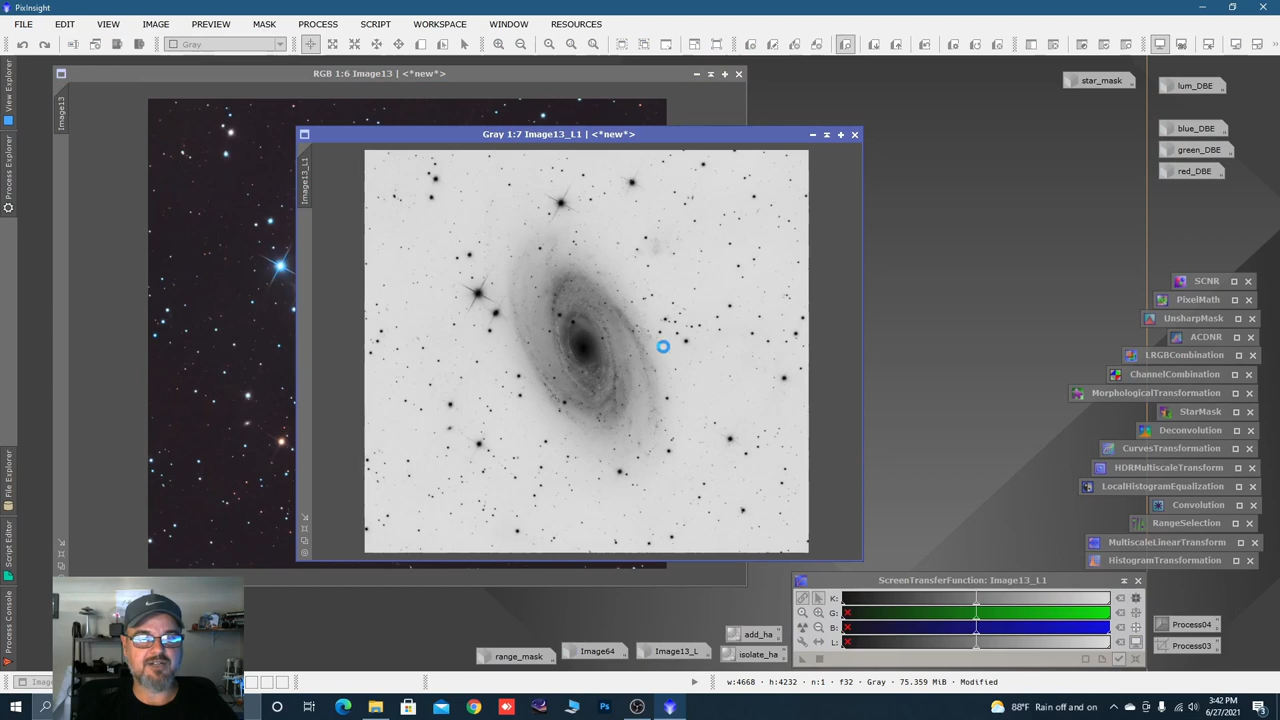 PixInsight
FILE EDIT VIEW IMAGE PREVIEW MASK PROCESS SCRIPT WORKSPACE WINDOW RESOURCES
Gray
View Explorer
Process Explorer
File Explorer
Script Editor
Process Console
RGB 1:6 Image13 | <*new*>
Image13
Gray 1:7 Image13_L1 | <*new*>
Image13_L1
star_mask
lum_DBE
blue_DBE
green_DBE
red_DBE
SCNR
PixelMath
UnsharpMask
ACDNR
LRGBCombination
ChannelCombination
MorphologicalTransformation
StarMask
Deconvolution
CurvesTransformation
HDRMultiscaleTransform
LocalHistogramEqualization
Convolution
RangeSelection
MultiscaleLinearTransform
HistogramTransformation
ScreenTransferFunction: Image13_L1
K:
G:
B:
L:
Process04
Process03
add_ha
isolate_ha
range_mask
Image64
Image13_L
w:4668 · h:4232 · n:1 · f32 · Gray · 75.359 MiB · Modified
88°F Rain off and on
3:42 PM
6/27/2021